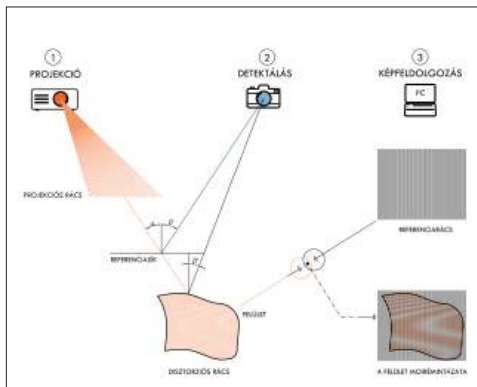 1
PROJEKCIÓ
2
DETEKTÁLÁS
3
KÉPFELDOLGOZÁS
PC
PROJEKCIÓS RÁCS
REFERENCIASÍK
REFERENCIARÁCS
FELÜLET
DISZTORZIÓS RÁCS
A FELÜLET MOIRÉMINTÁZATA